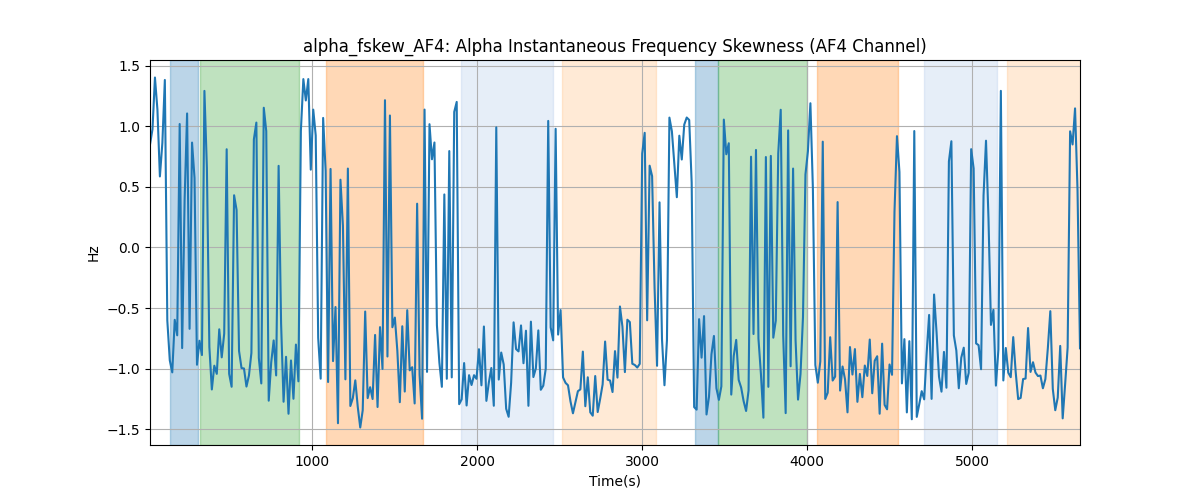 alpha_fskew_AF4: Alpha Instantaneous Frequency Skewness (AF4 Channel)
1.5
1.0
0.5
0.0
−0.5
−1.0
−1.5
Hz
1000 2000 3000 4000 5000
Time(s)